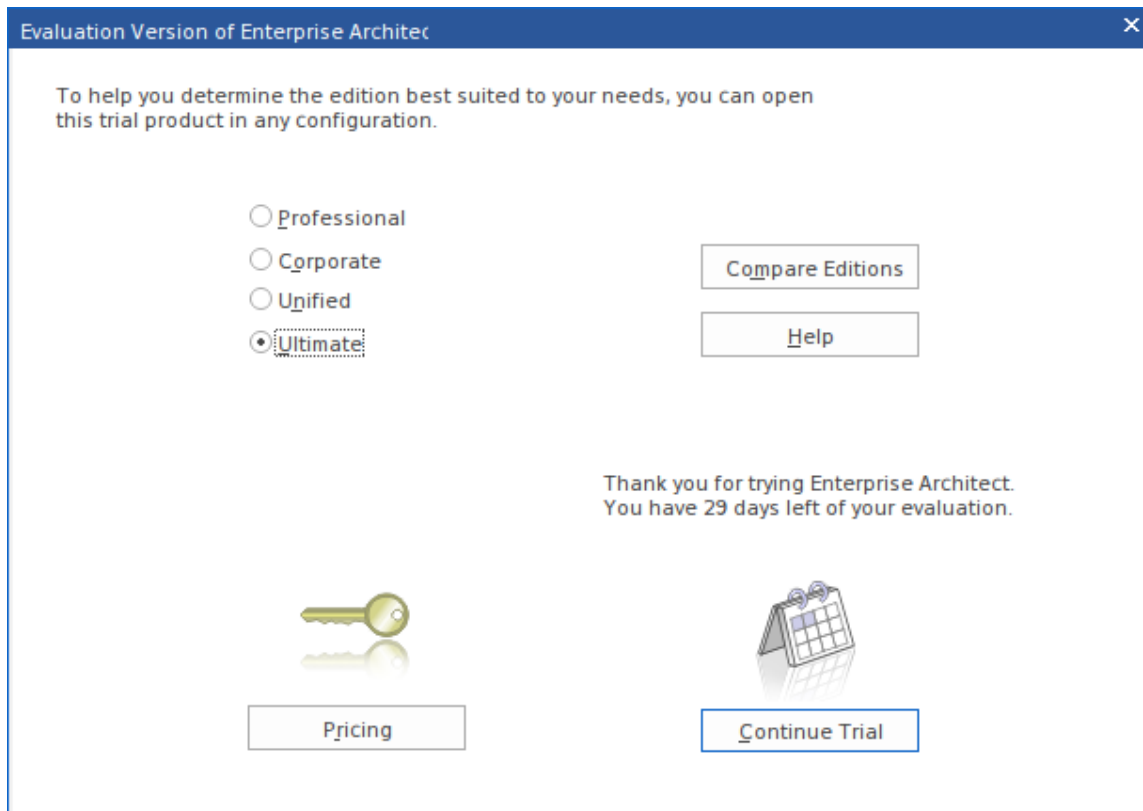 Evaluation Version of Enterprise Architec
To help you determine the edition best suited to your needs, you can open
this trial product in any configuration.
Professional
Corporate
Unified
Ultimate
Compare Editions
Help
Thank you for trying Enterprise Architect.
You have 29 days left of your evaluation.
Pricing
Continue Trial